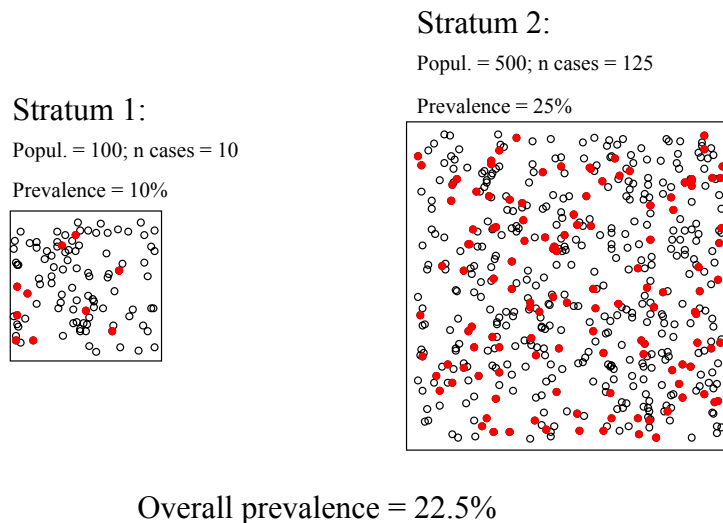 Stratum 1:
Popul. = 100; n cases = 10
Prevalence = 10%
Stratum 2:
Popul. = 500; n cases = 125
Prevalence = 25%
Overall prevalence = 22.5%